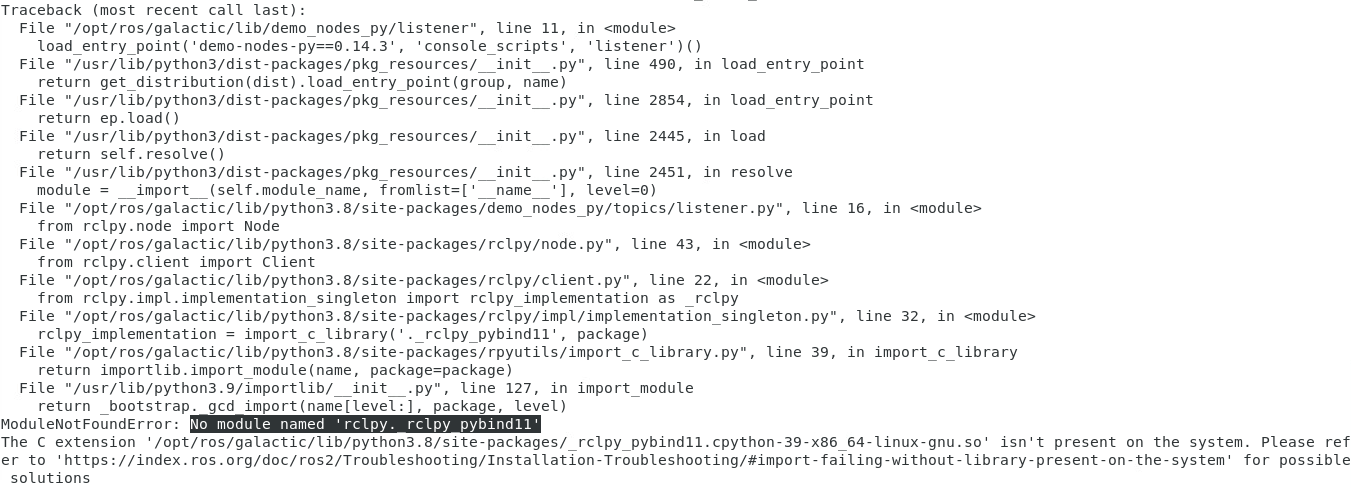 Traceback (most recent call last):
  File "/opt/ros/galactic/lib/demo_nodes_py/listener", line 11, in <module>
    load_entry_point('demo-nodes-py==0.14.3', 'console_scripts', 'listener')()
  File "/usr/lib/python3/dist-packages/pkg_resources/__init__.py", line 490, in load_entry_point
    return get_distribution(dist).load_entry_point(group, name)
  File "/usr/lib/python3/dist-packages/pkg_resources/__init__.py", line 2854, in load_entry_point
    return ep.load()
  File "/usr/lib/python3/dist-packages/pkg_resources/__init__.py", line 2445, in load
    return self.resolve()
  File "/usr/lib/python3/dist-packages/pkg_resources/__init__.py", line 2451, in resolve
    module = __import__(self.module_name, fromlist=['__name__'], level=0)
  File "/opt/ros/galactic/lib/python3.8/site-packages/demo_nodes_py/topics/listener.py", line 16, in <module>
    from rclpy.node import Node
  File "/opt/ros/galactic/lib/python3.8/site-packages/rclpy/node.py", line 43, in <module>
    from rclpy.client import Client
  File "/opt/ros/galactic/lib/python3.8/site-packages/rclpy/client.py", line 22, in <module>
    from rclpy.impl.implementation_singleton import rclpy_implementation as _rclpy
  File "/opt/ros/galactic/lib/python3.8/site-packages/rclpy/impl/implementation_singleton.py", line 32, in <module>
    rclpy_implementation = import_c_library('._rclpy_pybind11', package)
  File "/opt/ros/galactic/lib/python3.8/site-packages/rpyutils/import_c_library.py", line 39, in import_c_library
    return importlib.import_module(name, package=package)
  File "/usr/lib/python3.9/importlib/__init__.py", line 127, in import_module
    return _bootstrap._gcd_import(name[level:], package, level)
ModuleNotFoundError: No module named 'rclpy._rclpy_pybind11'
The C extension '/opt/ros/galactic/lib/python3.8/site-packages/_rclpy_pybind11.cpython-39-x86_64-linux-gnu.so' isn't present on the system. Please ref
er to 'https://index.ros.org/doc/ros2/Troubleshooting/Installation-Troubleshooting/#import-failing-without-library-present-on-the-system' for possible
 solutions